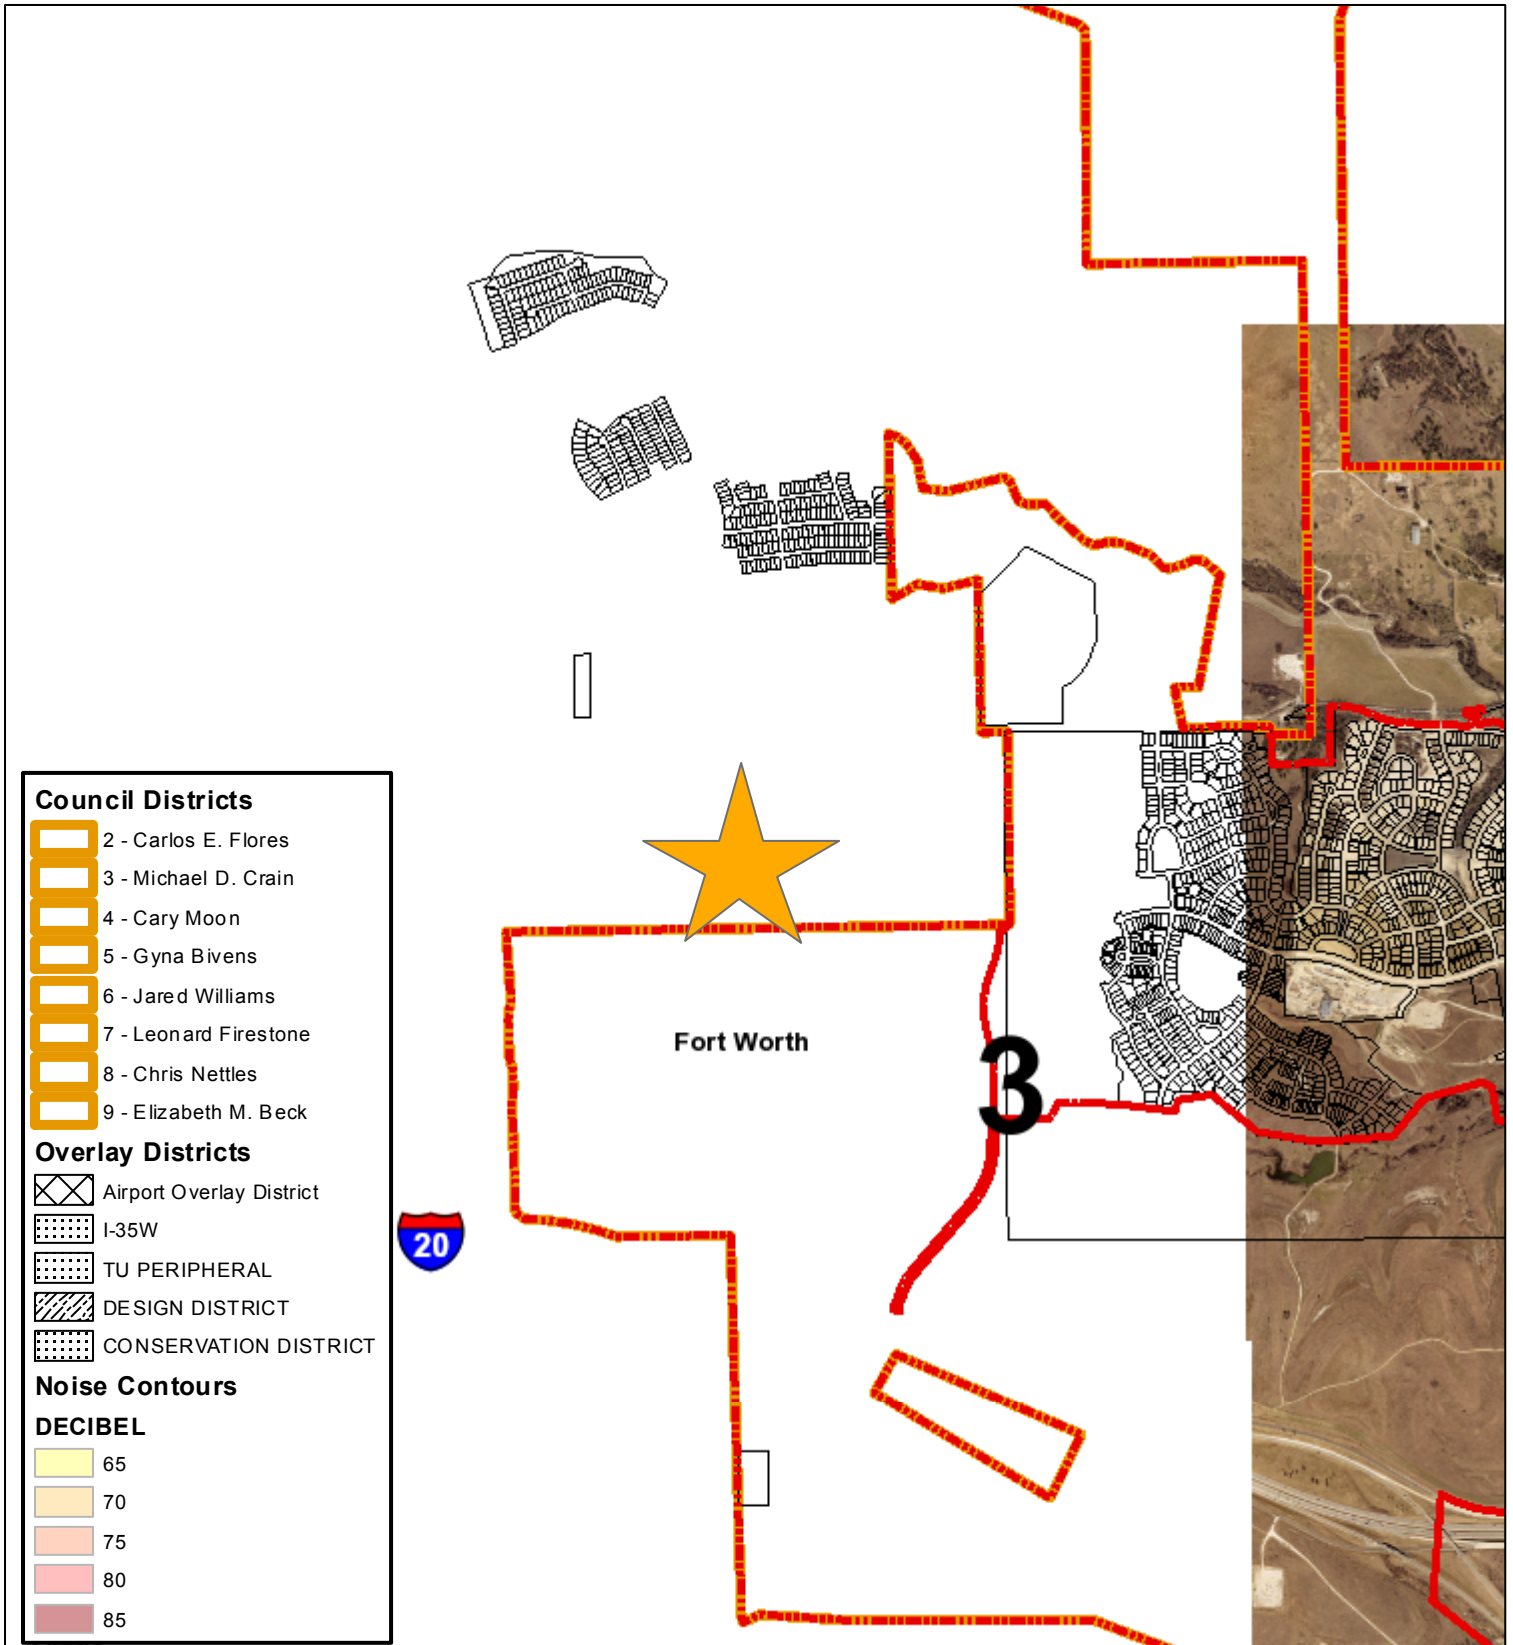 Fort Worth
3
20
Council Districts
2 - Carlos E. Flores
3 - Michael D. Crain
4 - Cary Moon
5 - Gyna Bivens
6 - Jared Williams
7 - Leonard Firestone
8 - Chris Nettles
9 - Elizabeth M. Beck
Overlay Districts
Airport Overlay District
I-35W
TU PERIPHERAL
DESIGN DISTRICT
CONSERVATION DISTRICT
Noise Contours
DECIBEL
65
70
75
80
85